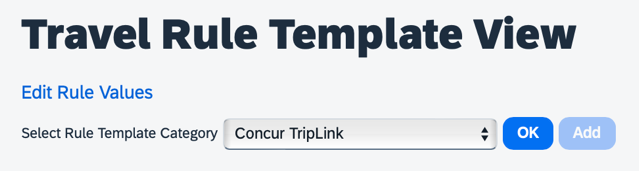 Travel Rule Template View
Edit Rule Values
Select Rule Template Category Concur TripLink OK Add